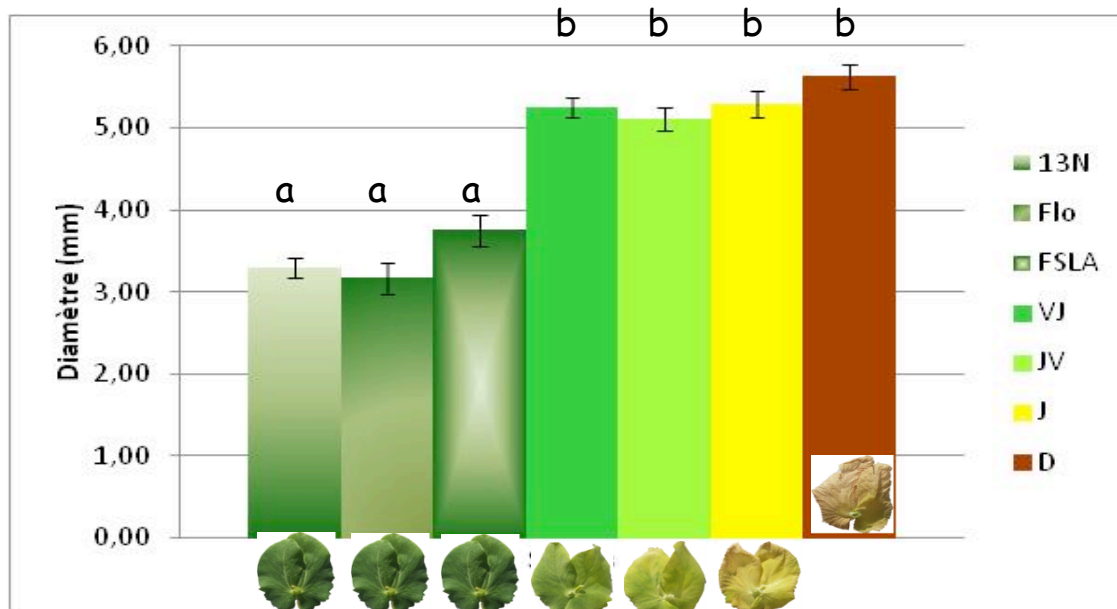 b b b b
6,00
5,00
a a a
4,00
3,00
2,00
1,00
0,00
Diamètre (mm)
13N
Flo
FSLA
VJ
JV
J
D